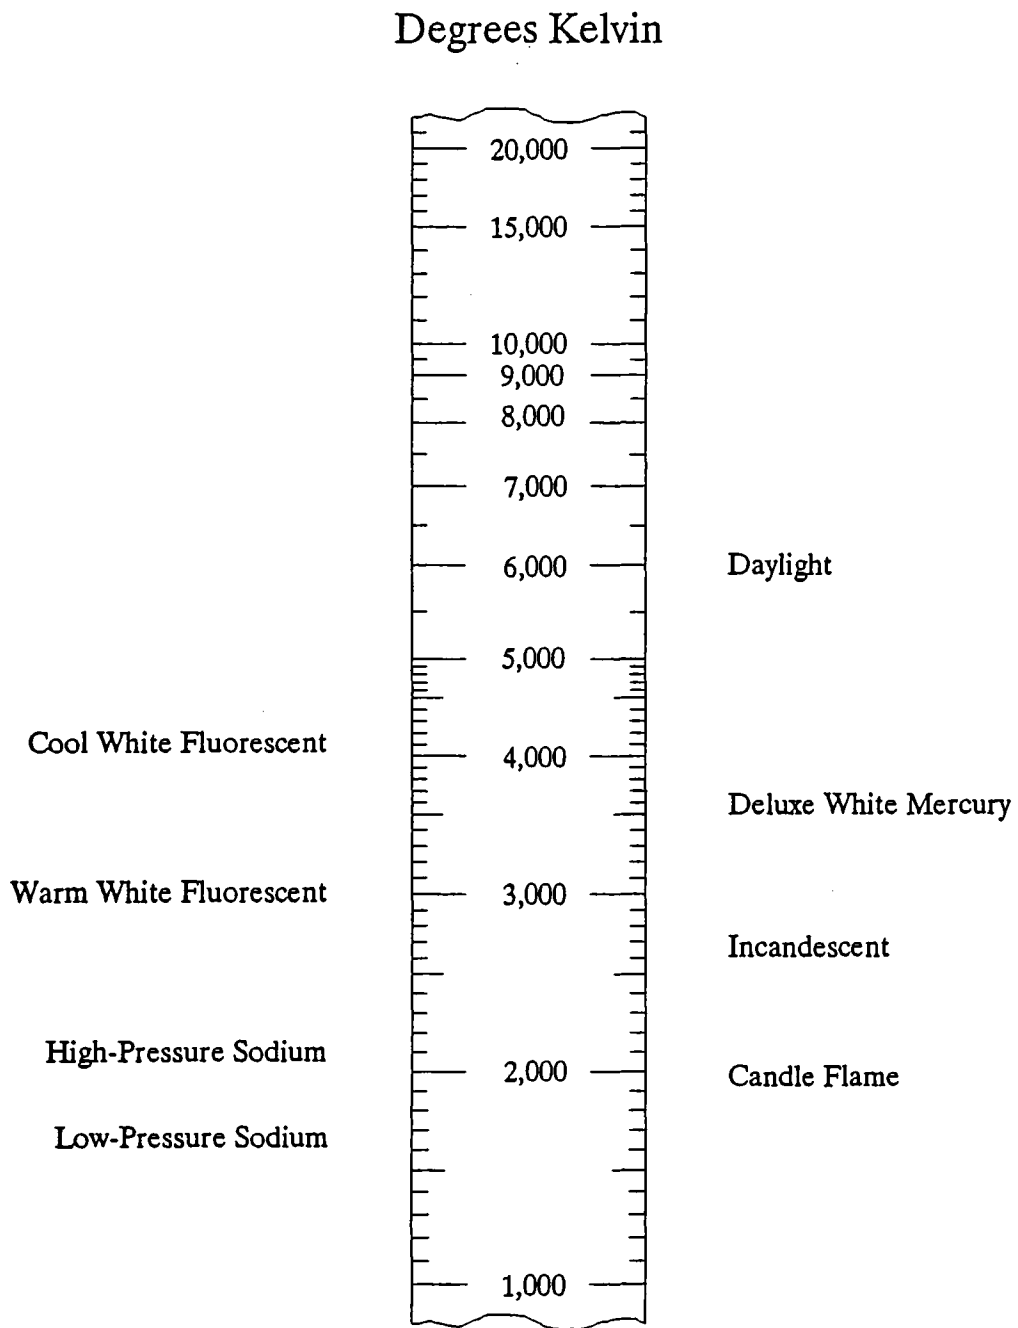 Degrees Kelvin
20,000
15,000
10,000
9,000
8,000
7,000
6,000
Daylight
5,000
Cool White Fluorescent
4,000
Deluxe White Mercury
Warm White Fluorescent
3,000
Incandescent
High-Pressure Sodium
2,000
Candle Flame
Low-Pressure Sodium
1,000